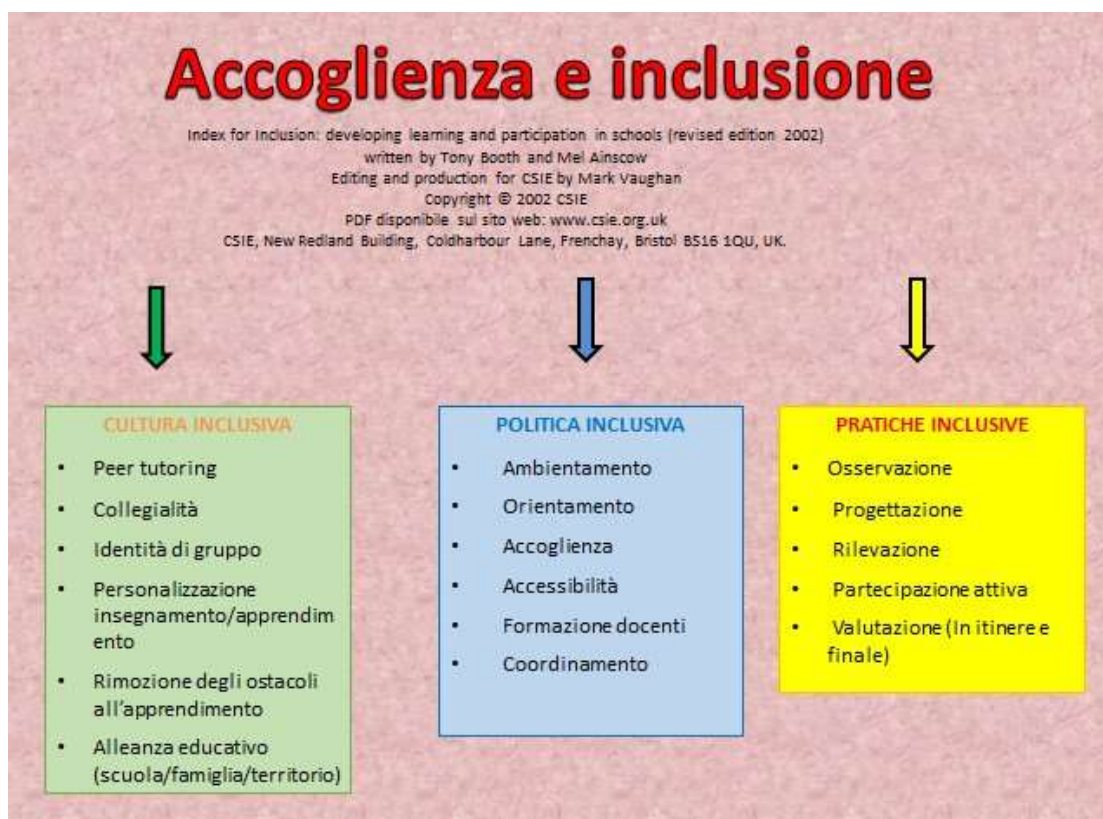 Accoglienza e inclusione
Index for Inclusion: developing learning and participation in schools (revised edition 2002)
written by Tony Booth and Mel Ainscow
Editing and production for CSIE by Mark Vaughan
Copyright © 2002 CSIE
PDF disponibile sul sito web: www.csie.org.uk
CSIE, New Redland Building, Coldharbour Lane, Frenchay, Bristol BS16 1QU, UK.
CULTURA INCLUSIVA
• Peer tutoring
• Collegialità
• Identità di gruppo
• Personalizzazione
insegnamento/apprendim
ento
• Rimozione degli ostacoli
all'apprendimento
• Alleanza educativo
(scuola/famiglia/territorio)
POLITICA INCLUSIVA
• Ambientamento
• Orientamento
• Accoglienza
• Accessibilità
• Formazione docenti
• Coordinamento
PRATICHE INCLUSIVE
• Osservazione
• Progettazione
• Rilevazione
• Partecipazione attiva
• Valutazione (In itinere e
finale)